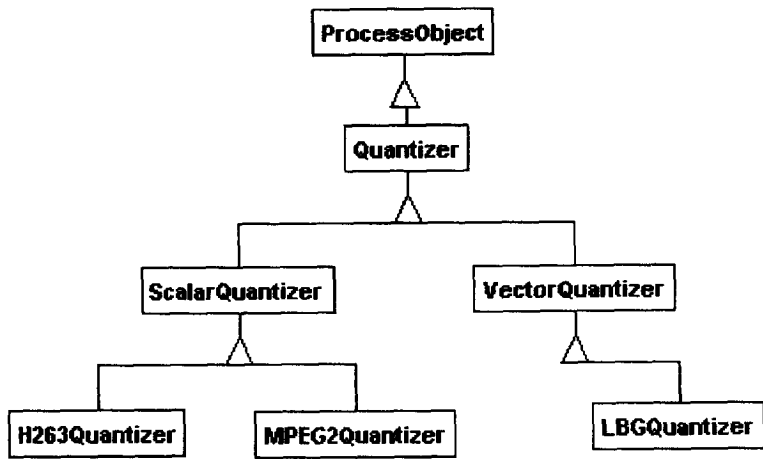 ProcessObject
Quantizer
ScalarQuantizer
VectorQuantizer
H263Quantizer
MPEG2Quantizer
LBGQuantizer